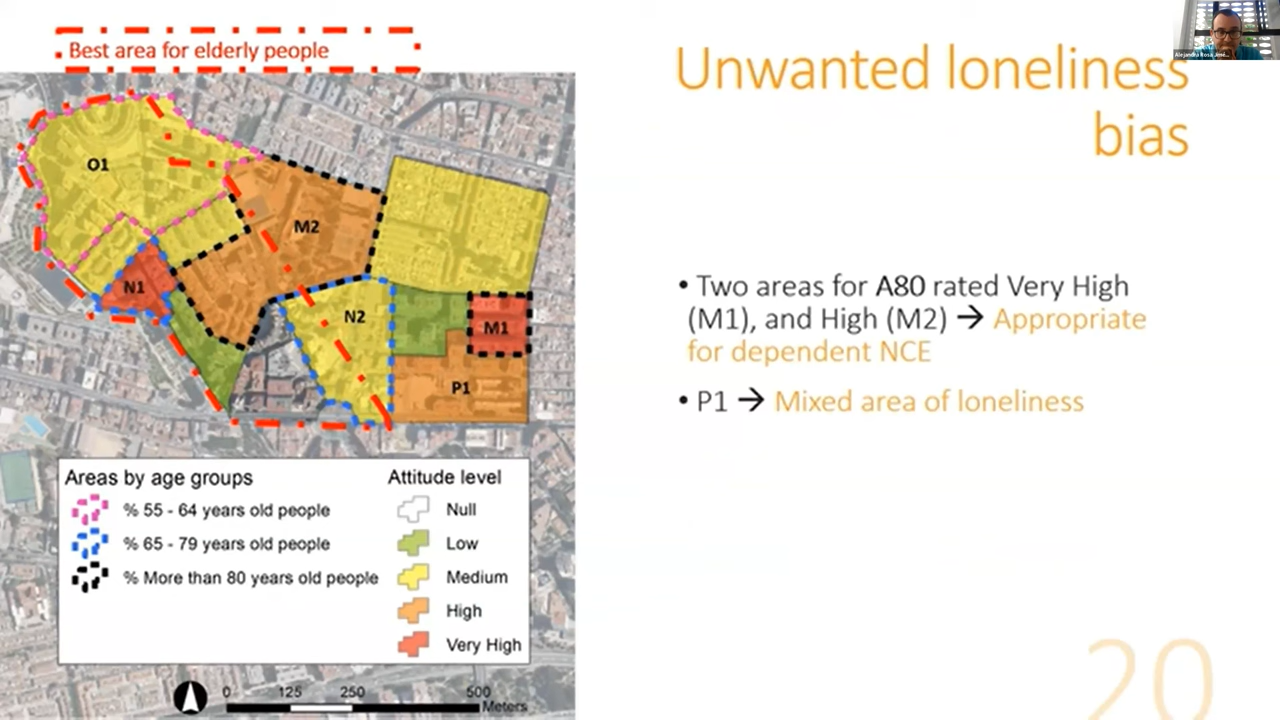 Best area for elderly people
Unwanted loneliness
bias
O1
M2
N1
N2
M1
P1
• Two areas for A80 rated Very High
(M1), and High (M2) → Appropriate
for dependent NCE
• P1 → Mixed area of loneliness
Areas by age groups
% 55 - 64 years old people
% 65 - 79 years old people
% More than 80 years old people
Attitude level
Null
Low
Medium
High
Very High
0 125 250 500
Meters
20